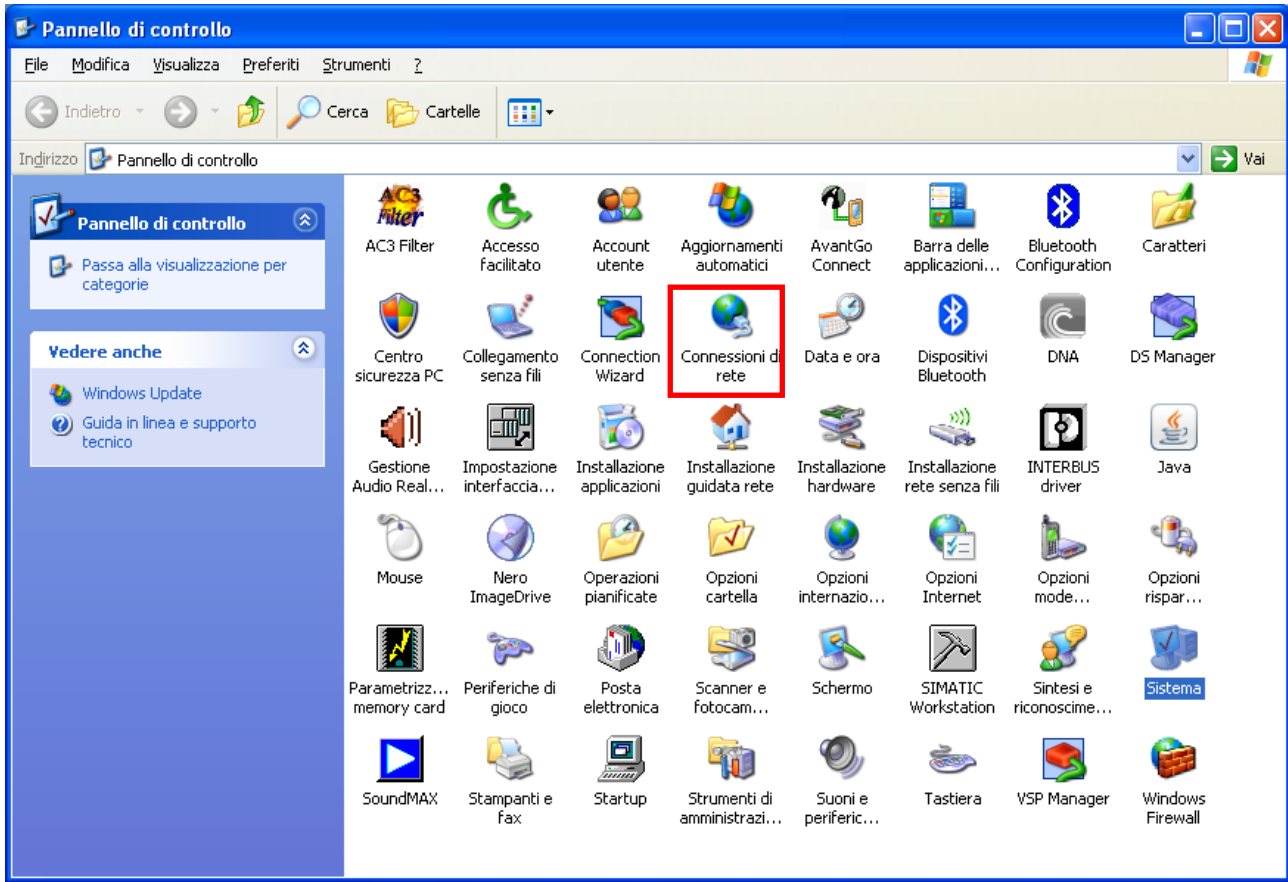 Pannello di controllo
File Modifica Visualizza Preferiti Strumenti ?
Indietro Cerca Cartelle
Indirizzo Pannello di controllo Vai
Pannello di controllo
Passa alla visualizzazione per
categorie
Vedere anche
Windows Update
Guida in linea e supporto
tecnico
AC3 Filter
AC3 Filter
Accesso
facilitato
Account
utente
Aggiornamenti
automatici
AvantGo
Connect
Barra delle
applicazioni...
Bluetooth
Configuration
Caratteri
Centro
sicurezza PC
Collegamento
senza fili
Connection
Wizard
Connessioni di
rete
Data e ora
Dispositivi
Bluetooth
DNA
DS Manager
Gestione
Audio Real...
Impostazione
interfaccia...
Installazione
applicazioni
Installazione
guidata rete
Installazione
hardware
Installazione
rete senza fili
INTERBUS
driver
Java
Mouse
Nero
ImageDrive
Operazioni
pianificate
Opzioni
cartella
Opzioni
internazio...
Opzioni
Internet
Opzioni
mode...
Opzioni
rispar...
Parametrizz...
memory card
Periferiche di
gioco
Posta
elettronica
Scanner e
fotocam...
Schermo
SIMATIC
Workstation
Sintesi e
riconoscime...
Sistema
SoundMAX
Stampanti e
fax
Startup
Strumenti di
amministrazi...
Suoni e
periferic...
Tastiera
VSP Manager
Windows
Firewall